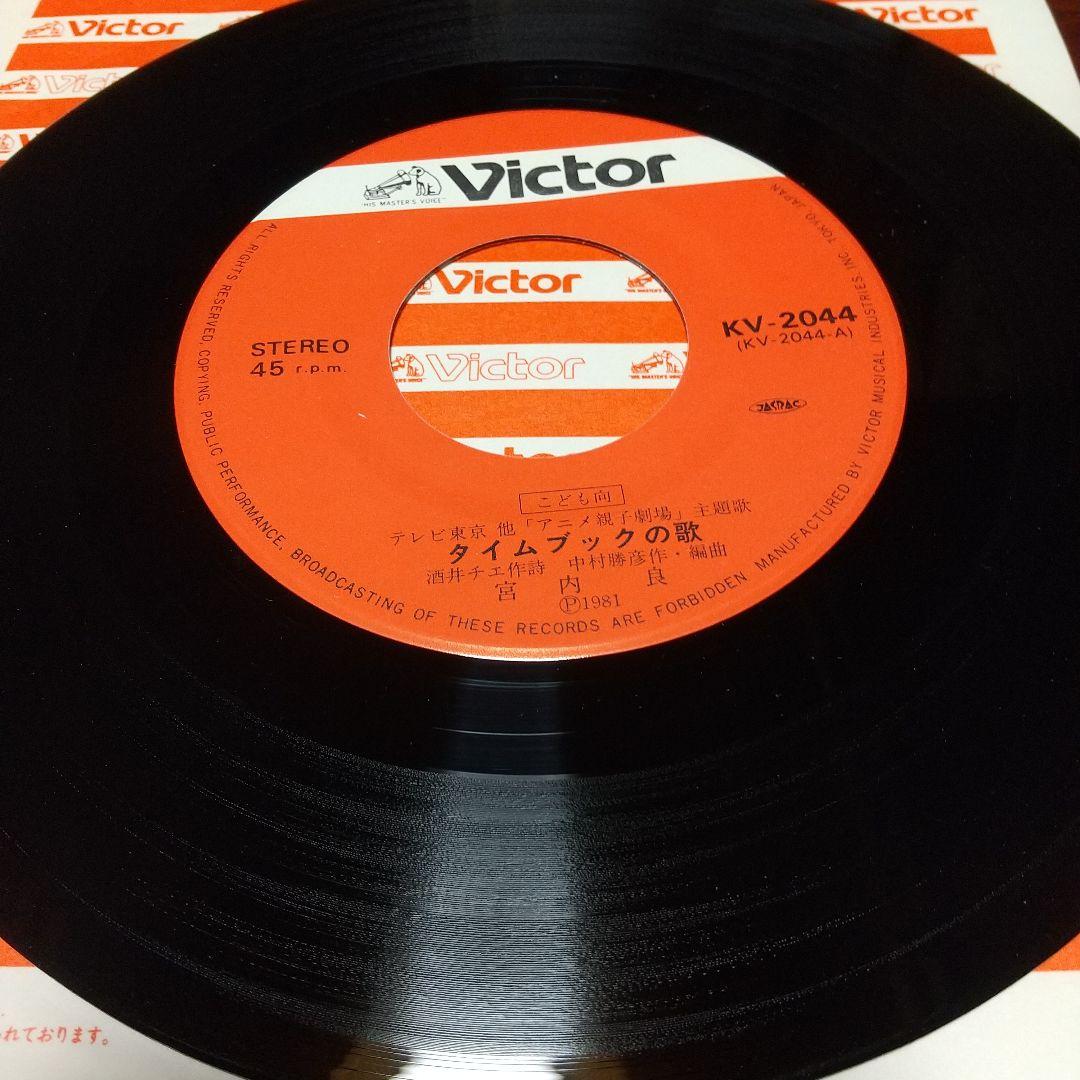 Victor
Victor
Victor
Victor
"HIS MASTER'S VOICE"
Victor
Victor
KV-2044
(KV-2044-A)
STEREO
45 r.p.m.
JASRAC
Victor
こども向
テレビ東京 他「アニメ親子劇場」主題歌
タイムブックの歌
酒井チエ作詩 中村勝彦作・編曲
宮内良
Ⓟ1981
ALL RIGHTS RESERVED. COPYING, PUBLIC PERFORMANCE, BROADCASTING OF THESE RECORDS ARE FORBIDDEN MANUFACTURED BY VICTOR MUSICAL INDUSTRIES, INC. TOKYO, JAPAN
れております。